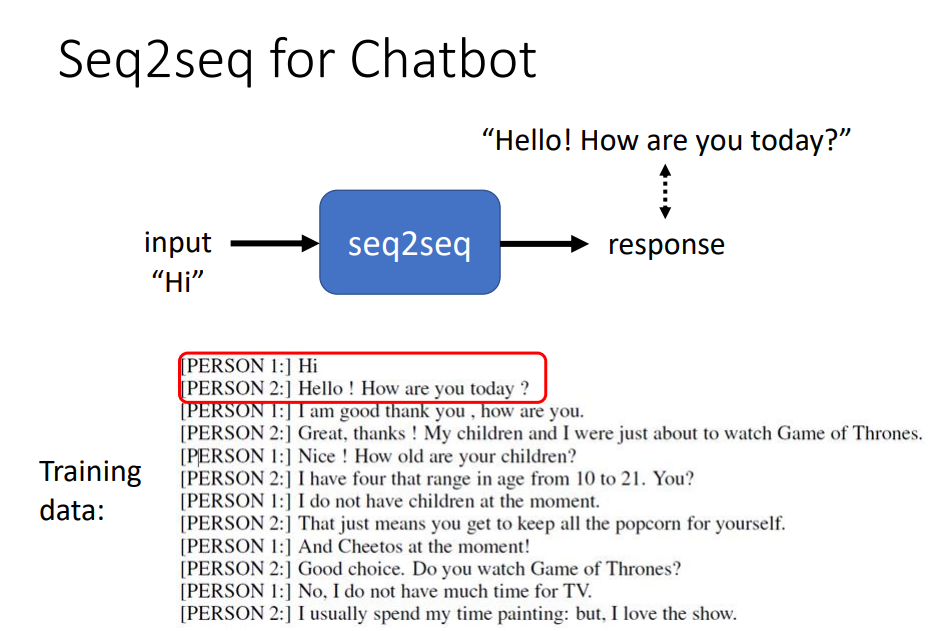 Seq2seq for Chatbot
“Hello! How are you today?”
input
“Hi”
seq2seq
response
Training
data:
[PERSON 1:] Hi
[PERSON 2:] Hello ! How are you today ?
[PERSON 1:] I am good thank you , how are you.
[PERSON 2:] Great, thanks ! My children and I were just about to watch Game of Thrones.
[PERSON 1:] Nice ! How old are your children?
[PERSON 2:] I have four that range in age from 10 to 21. You?
[PERSON 1:] I do not have children at the moment.
[PERSON 2:] That just means you get to keep all the popcorn for yourself.
[PERSON 1:] And Cheetos at the moment!
[PERSON 2:] Good choice. Do you watch Game of Thrones?
[PERSON 1:] No, I do not have much time for TV.
[PERSON 2:] I usually spend my time painting: but, I love the show.